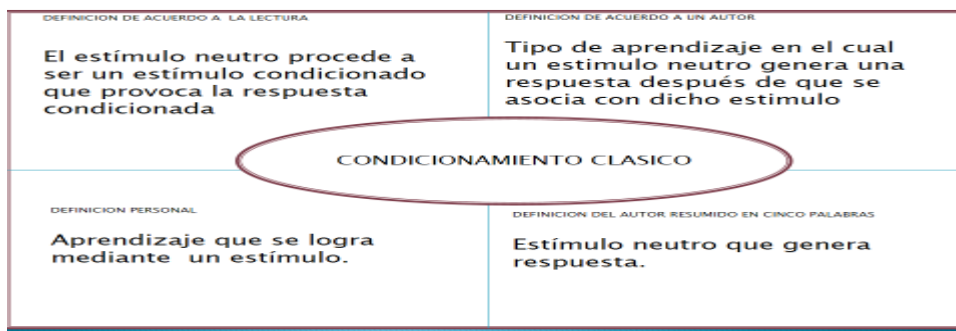 DEFINICION DE ACUERDO A LA LECTURA
El estímulo neutro procede a
ser un estímulo condicionado
que provoca la respuesta
condicionada
DEFINICION DE ACUERDO A UN AUTOR
Tipo de aprendizaje en el cual
un estimulo neutro genera una
respuesta después de que se
asocia con dicho estimulo
CONDICIONAMIENTO CLASICO
DEFINICION PERSONAL
Aprendizaje que se logra
mediante un estímulo.
DEFINICION DEL AUTOR RESUMIDO EN CINCO PALABRAS
Estímulo neutro que genera
respuesta.